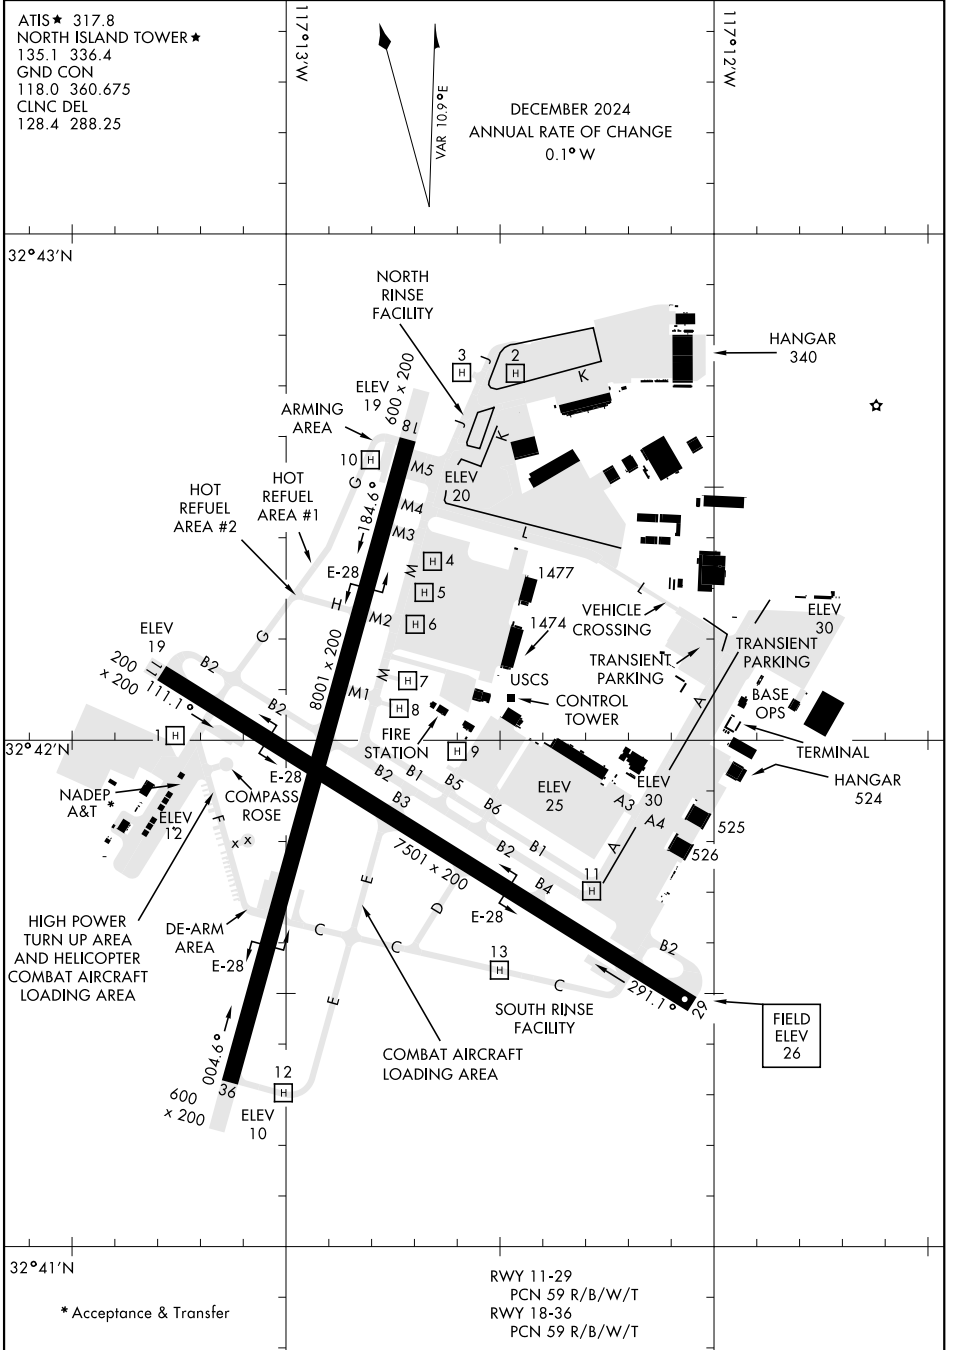 ATIS★ 317.8
NORTH ISLAND TOWER★
135.1 336.4
GND CON
118.0 360.675
CLNC DEL
128.4 288.25
117°13'W
117°12'W
VAR 10.9°E
DECEMBER 2024
ANNUAL RATE OF CHANGE
0.1° W
32°43'N
NORTH
RINSE
FACILITY
HANGAR
340
3
H
2
H
J
K
ELEV
19
600 x 200
18
ARMING
AREA
J
K
10
H
G
M5
ELEV
20
HOT
REFUEL
AREA #1
HOT
REFUEL
AREA #2
184.6°
M4
M3
L
E-28
M
H
4
H
5
H
6
1477
L
H
M2
1474
VEHICLE
CROSSING
ELEV
30
G
ELEV
19
TRANSIENT
PARKING
TRANSIENT
PARKING
200
x 200
11
B2
111.1°
8001 x 200
M
M1
H
7
H
8
USCS
CONTROL
TOWER
A
BASE
OPS
B2
1
H
FIRE
STATION
H
9
TERMINAL
32°42'N
E-28
B2
B1
B5
B3
B6
ELEV
25
ELEV
30
HANGAR
524
NADEP
A&T *
ELEV
12
COMPASS
ROSE
A3
A4
525
526
F
x x
7501 x 200
B2
B1
A
B4
11
H
E
D
E-28
HIGH POWER
TURN UP AREA
AND HELICOPTER
COMBAT AIRCRAFT
LOADING AREA
DE-ARM
AREA
C
C
B2
E-28
13
H
C
291.1°
29
SOUTH RINSE
FACILITY
FIELD
ELEV
26
E
004.6°
COMBAT AIRCRAFT
LOADING AREA
12
H
36
600
x 200
ELEV
10
32°41'N
RWY 11-29
PCN 59 R/B/W/T
RWY 18-36
PCN 59 R/B/W/T
* Acceptance & Transfer